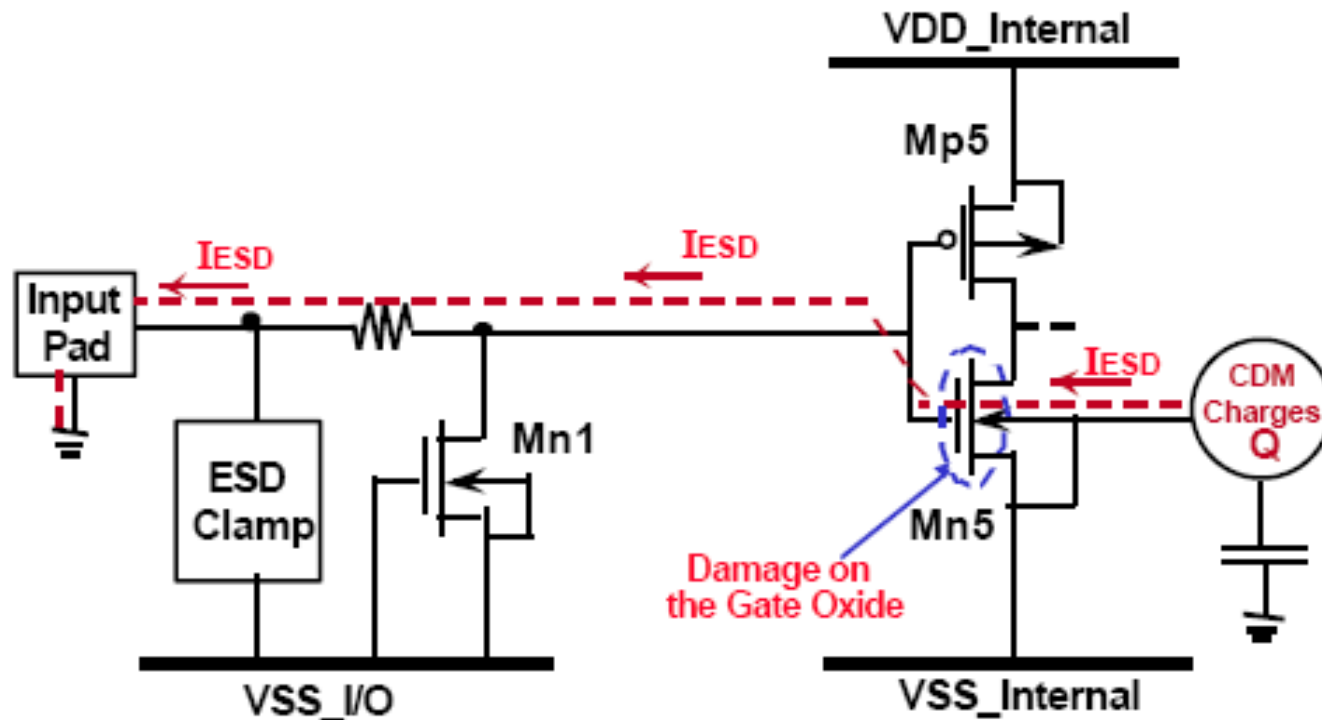 VDD_Internal
Mp5
IESD
IESD
Input
Pad
IESD
CDM
Charges
Q
Mn1
ESD
Clamp
Mn5
Damage on
the Gate Oxide
VSS_I/O
VSS_Internal